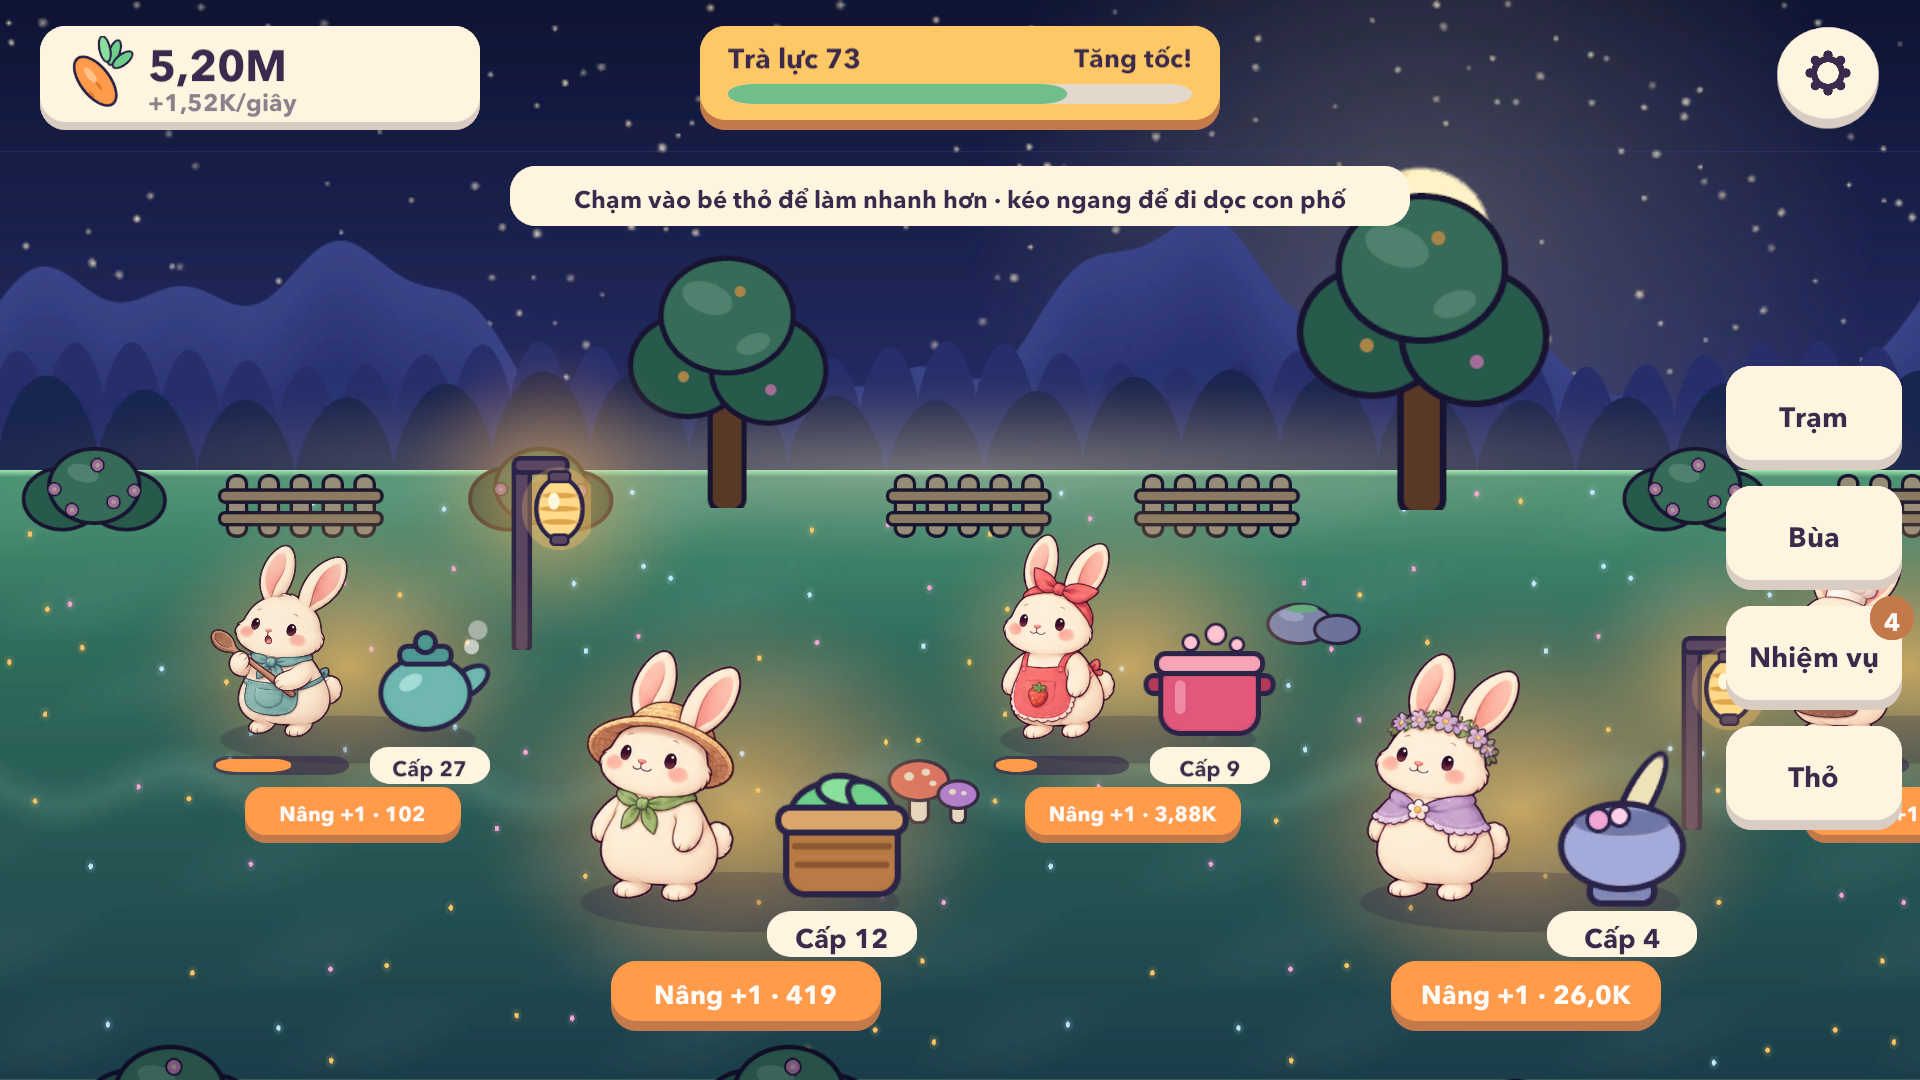 5,20M
+1,52K/giây
Trà lực 73
Tăng tốc!
Chạm vào bé thỏ để làm nhanh hơn · kéo ngang để đi dọc con phố
Trạm
Bùa
4
Nhiệm vụ
Thỏ
Cấp 27
Nâng +1 · 102
Cấp 9
Nâng +1 · 3,88K
Cấp 12
Nâng +1 · 419
Cấp 4
Nâng +1 · 26,0K